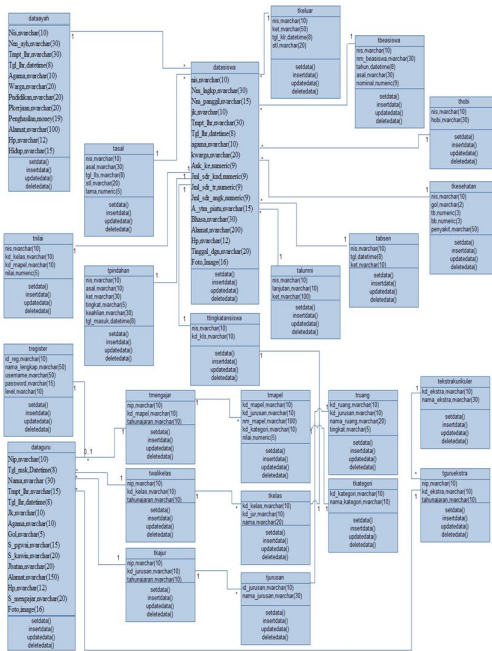 dataayah
Nis,nvarchar(10)
Nm_ayh,nvarchar(30)
Tmpt_lhr,nvarchar(30)
Tgl_lhr,datetime(8)
Agama,nvarchar(10)
Warga,nvarchar(20)
Pndidikan,nvarchar(20)
Pkerjaan,nvarchar(20)
Penghasilan,money(19)
Alamat,nvarchar(100)
Hp,nvarchar(12)
Hidup,nvarchar(15)
setdata()
insertdata()
updatedata()
deletedata()
datasiswa
nis,nvarchar(10)
Nm_lngkp,nvarchar(30)
Nm_panggil,nvarchar(15)
jk,nvarchar(10)
Tmpt_lhr,nvarchar(30)
Tgl_lhr,datetime(8)
agama,nvarchar(10)
kwarga,nvarchar(20)
Ank_ke,numeric(9)
Jml_sdr_knd,numeric(9)
Jml_sdr_tr,numeric(9)
Jml_sdr_angk,numeric(9)
A_ytm_piatu,nvarchar(15)
Bhasa,nvarchar(30)
Alamat,nvarchar(200)
Hp,nvarchar(12)
Tinggal_dgn,nvarchar(20)
Foto,Image(16)
setdata()
insertdata()
updatedata()
deletedata()
tkeluar
nis,nvarchar(10)
ket,nvarchar(50)
tgl_klr,datetime(8)
stl,nvarchar(20)
setdata()
insertdata()
updatedata()
deletedata()
tbeasiswa
nis,nvarchar(10)
nm_beasiswa,nvarchar(30)
tahun,datetime(8)
asal,nvarchar(30)
nominal,numeric(9)
setdata()
insertdata()
updatedata()
deletedata()
thobi
nis,nvarchar(10)
hobi,nvarchar(30)
setdata()
insertdata()
updatedata()
deletedata()
tkesehatan
nis,nvarchar(10)
gol,nvarchar(2)
tb,numeric(3)
bb,numeric(3)
penyakit,nvarchar(50)
setdata()
insertdata()
updatedata()
deletedata()
tasal
nis,nvarchar(10)
asal,nvarchar(30)
stl,nvarchar(20)
lama,numeric(5)
setdata()
insertdata()
updatedata()
deletedata()
tnilai
nis,nvarchar(10)
kd_kelas,nvarchar(10)
kd_mapel,nvarchar(10)
nilai,numeric(5)
setdata()
insertdata()
updatedata()
deletedata()
tpindahan
nis,nvarchar(10)
asal,nvarchar(10)
ket,nvarchar(30)
tingkat,nvarchar(5)
keahlian,nvarchar(30)
tgl_masuk,datetime(8)
setdata()
insertdata()
updatedata()
deletedata()
talumni
nis,nvarchar(10)
lanjutan,nvarchar(10)
ket,nvarchar(100)
setdata()
insertdata()
updatedata()
deletedata()
tabsen
nis,nvarchar(10)
tgl,datetime(8)
ket,nvarchar(10)
setdata()
insertdata()
updatedata()
deletedata()
ttingkatansiswa
nis,nvarchar(10)
kd_kls,nvarchar(10)
setdata()
insertdata()
updatedata()
deletedata()
tregister
id_reg,nvarchar(10)
nama_lengkap,nvarchar(50)
username,nvarchar(50)
password,nvarchar(15)
level,nvarchar(10)
setdata()
insertdata()
updatedata()
deletedata()
tmengajar
nip,nvarchar(10)
kd_mapel,nvarchar(10)
tahunajaran,nvarchar(10)
setdata()
insertdata()
updatedata()
deletedata()
tmapel
kd_mapel,nvarchar(10)
kd_jurusan,nvarchar(10)
nm_mapel,nvarchar(100)
kd_kategori,nvarchar(10)
nilai,numeric(5)
setdata()
insertdata()
updatedata()
deletedata()
truang
kd_ruang,nvarchar(10)
kd_jurusan,nvarchar(10)
nama_ruang,nvarchar(20)
tingkat,nvarchar(5)
setdata()
insertdata()
updatedata()
deletedata()
tekstrakurikuler
kd_ekstra,nvarchar(10)
nama_ekstra,nvarchar(30)
setdata()
insertdata()
updatedata()
deletedata()
dataguru
Nip,nvarchar(10)
Tgl_msk,Datetime(8)
Nama,nvarchar(30)
Tmpt_lhr,nvarchar(15)
Tgl_lhr,datetime(8)
Jk,nvarchar(10)
Agama,nvarchar(10)
Gol,nvarchar(5)
S_pgwai,nvarchar(15)
S_kawin,nvarchar(20)
Jbatan,nvarchar(20)
Alamat,nvarchar(150)
Hp,nvarchar(12)
S_mengajar,nvarchar(20)
Foto,image(16)
setdata()
insertdata()
updatedata()
deletedata()
twalikelas
nip,nvarchar(10)
kd_kelas,nvarchar(10)
tahunajaran,nvarchar(10)
setdata()
insertdata()
updatedata()
deletedata()
tkelas
kd_kelas,nvarchar(10)
kd_jur,nvarchar(10)
nama,nvarchar(20)
setdata()
insertdata()
updatedata()
deletedata()
tkategori
kd_kategori,nvarchar(10)
nama_kategori,nvarchar(10)
setdata()
insertdata()
updatedata()
deletedata()
tguruekstra
nip,nvarchar(10)
kd_ekstra,nvarchar(10)
tahunajaran,nvarchar(10)
setdata()
insertdata()
updatedata()
deletedata()
tkajur
nip,nvarchar(10)
kd_jurusan,nvarchar(10)
tahunajaran,nvarchar(10)
setdata()
insertdata()
updatedata()
deletedata()
tjurusan
id_jurusan,nvarchar(10)
nama_jurusan,nvarchar(30)
setdata()
insertdata()
updatedata()
deletedata()